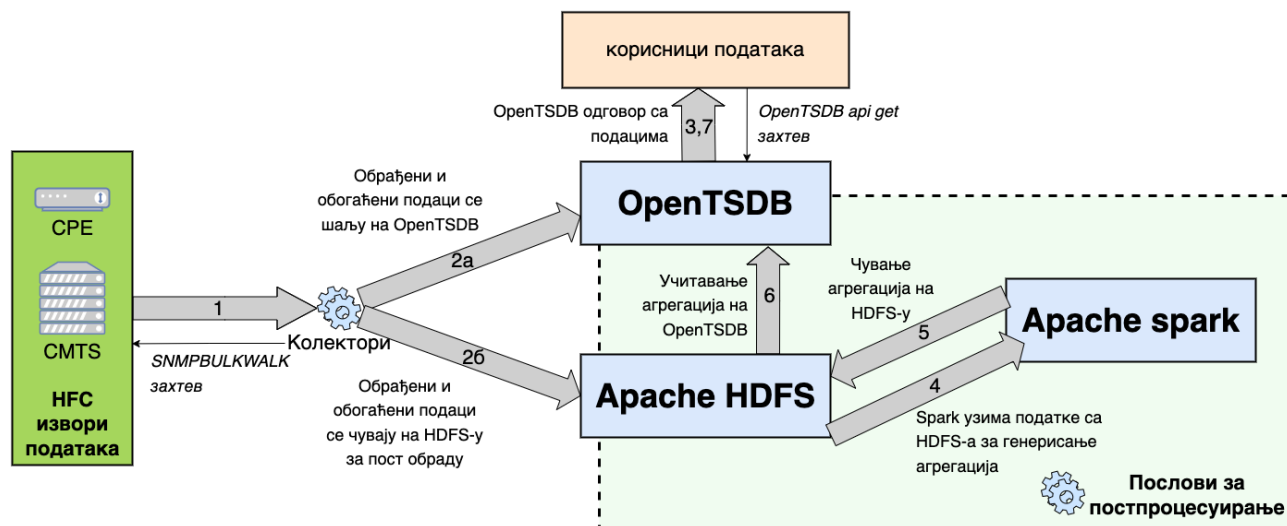 корисници података
OpenTSDB одговор са
подацима
3,7
OpenTSDB api get
захтев
CPE
CMTS
HFC
извори
података
1
SNMPBULKWALK
захтев
Колектори
Обрађени и
обогаћени подаци се
шаљу на OpenTSDB
2а
2б
Обрађени и
обогаћени подаци
се чувају на HDFS-у
за пост обраду
OpenTSDB
Учитавање
агрегација на
OpenTSDB
6
Чување
агрегација на
HDFS-у
5
Apache spark
Apache HDFS
4
Spark узима податке са
HDFS-а за генерисање
агрегација
Послови за
постпроцесуирање